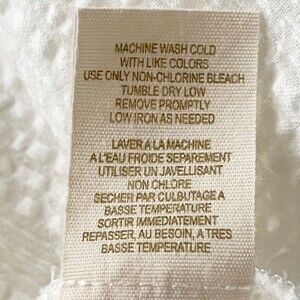 MACHINE WASH COLD
WITH LIKE COLORS
USE ONLY NON-CHLORINE BLEACH
TUMBLE DRY LOW
REMOVE PROMPTLY
LOW IRON AS NEEDED
LAVER A LA MACHINE
A L'EAU FROIDE SEPAREMENT
UTILISER UN JAVELLISANT
NON CHLORE
SECHER PAR CULBUTAGE A
BASSE TEMPERATURE
SORTIR IMMEDIATEMENT
REPASSER, AU BESOIN, A TRES
BASSE TEMPERATURE